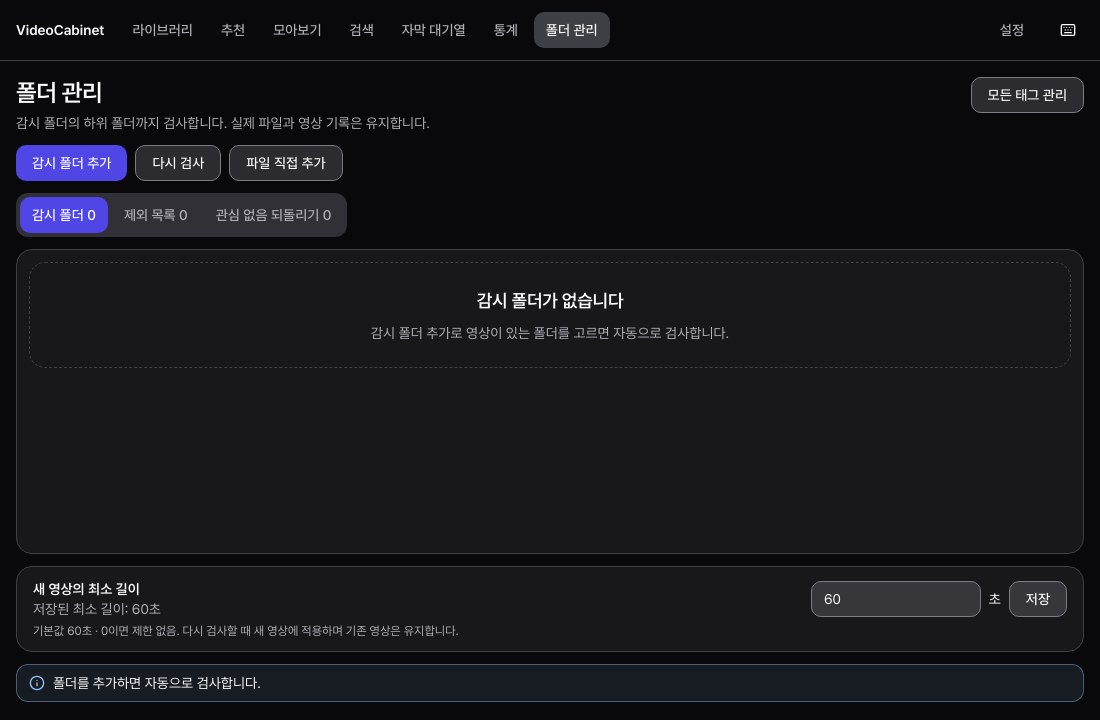 VideoCabinet 라이브러리 추천 모아보기 검색 자막 대기열 통계 폴더 관리 설정
폴더 관리
모든 태그 관리
감시 폴더의 하위 폴더까지 검사합니다. 실제 파일과 영상 기록은 유지합니다.
감시 폴더 추가 다시 검사 파일 직접 추가
감시 폴더 0 제외 목록 0 관심 없음 되돌리기 0
감시 폴더가 없습니다
감시 폴더 추가로 영상이 있는 폴더를 고르면 자동으로 검사합니다.
새 영상의 최소 길이
저장된 최소 길이: 60초
기본값 60초 · 0이면 제한 없음. 다시 검사할 때 새 영상에 적용하며 기존 영상은 유지합니다.
60 초 저장
폴더를 추가하면 자동으로 검사합니다.